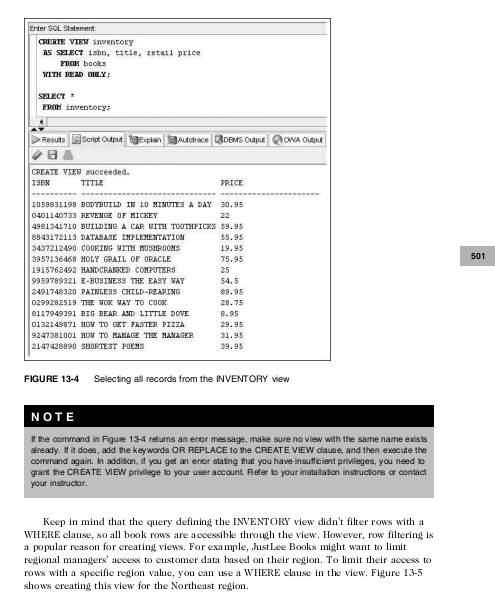 Enter SQL Statement:
CREATE VIEW inventory
AS SELECT isbn, title, retail price
FROM books
WITH READ ONLY;
SELECT *
FROM inventory;
Results Script Output Explain Autotrace DBMS Output OWA Output
CREATE VIEW succeeded.
ISBN TITLE PRICE
---------- ------------------------------ ----------------------
1059831198 BODYBUILD IN 10 MINUTES A DAY 30.95
0401140733 REVENGE OF MICKEY 22
4981341710 BUILDING A CAR WITH TOOTHPICKS 59.95
8843172113 DATABASE IMPLEMENTATION 55.95
3437212490 COOKING WITH MUSHROOMS 19.95
3957136468 HOLY GRAIL OF ORACLE 75.95
1915762492 HANDCRANKED COMPUTERS 25
9959789321 E-BUSINESS THE EASY WAY 54.5
2491748320 PAINLESS CHILD-REARING 89.95
0299282519 THE WOK WAY TO COOK 28.75
8117949391 BIG BEAR AND LITTLE DOVE 8.95
0132149871 HOW TO GET FASTER PIZZA 29.95
9247381001 HOW TO MANAGE THE MANAGER 31.95
2147428890 SHORTEST POEMS 39.95
501
FIGURE 13-4 Selecting all records from the INVENTORY view
NOTE
If the command in Figure 13-4 returns an error message, make sure no view with the same name exists
already. If it does, add the keywords OR REPLACE to the CREATE VIEW clause, and then execute the
command again. In addition, if you get an error stating that you have insufficient privileges, you need to
grant the CREATE VIEW privilege to your user account. Refer to your installation instructions or contact
your instructor.
Keep in mind that the query defining the INVENTORY view didn't filter rows with a
WHERE clause, so all book rows are accessible through the view. However, row filtering is
a popular reason for creating views. For example, JustLee Books might want to limit
regional managers' access to customer data based on their region. To limit their access to
rows with a specific region value, you can use a WHERE clause in the view. Figure 13-5
shows creating this view for the Northeast region.